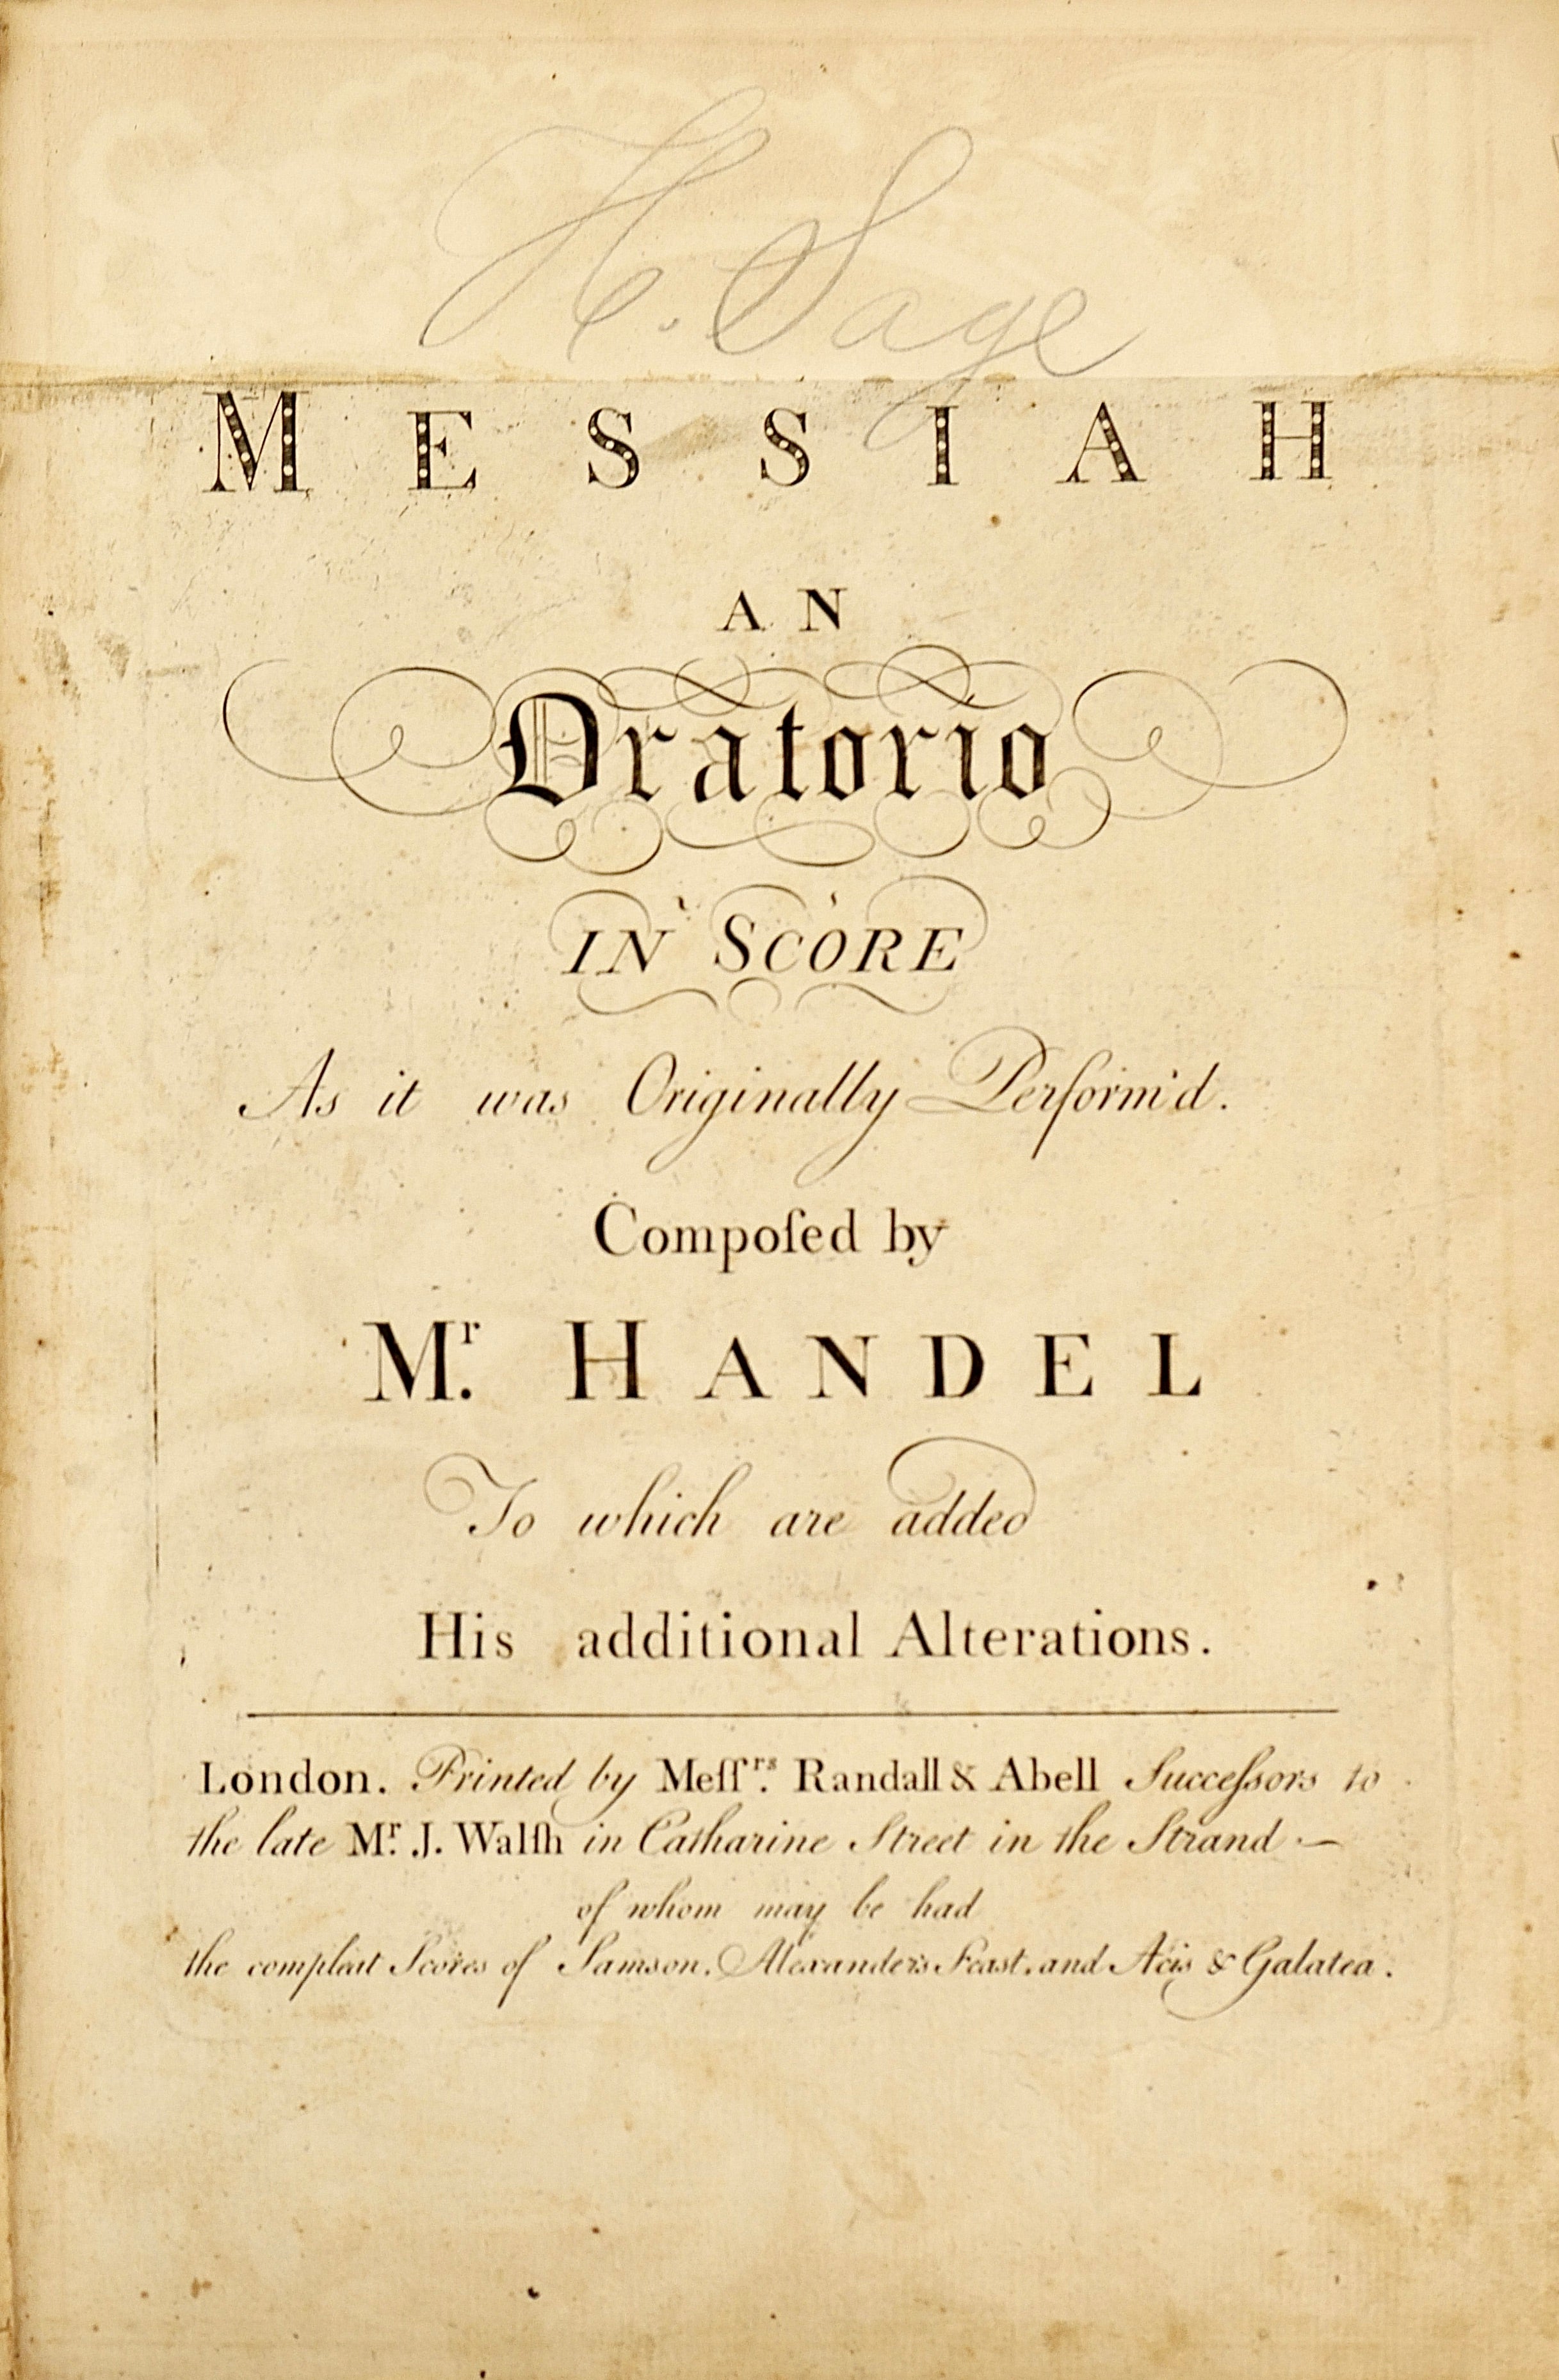 H. Sage
MESSIAH
AN
Oratorio
IN SCORE
As it was Originally Perform'd.
Compoſed by
Mr. HANDEL
To which are added
His additional Alterations.
London. Printed by Meſſrs. Randall & Abell Succeſsors to
the late Mr. J. Walſh in Catharine Street in the Strand —
of whom may be had
the compleat Scores of Samson. Alexander's Feast. and Acis & Galatea.